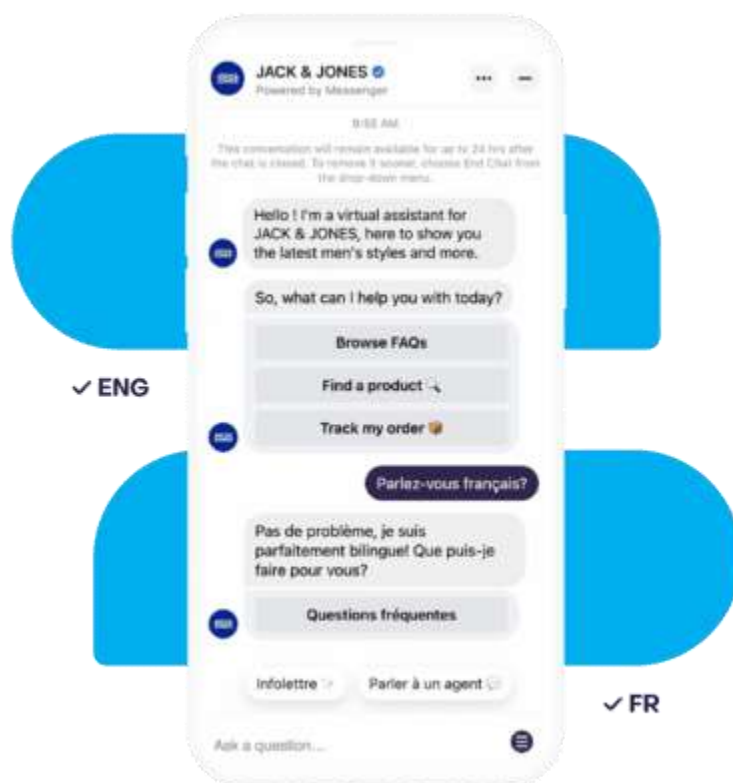 JACK & JONES
Powered by Messenger
9:55 AM
This conversation will remain available for up to 24 hrs after
the chat is closed. To remove it sooner, choose End Chat from
the drop-down menu.
Hello ! I'm a virtual assistant for
JACK & JONES, here to show you
the latest men's styles and more.
So, what can I help you with today?
Browse FAQs
Find a product
Track my order
✓ ENG
Parlez-vous français?
Pas de problème, je suis
parfaitement bilingue! Que puis-je
faire pour vous?
Questions fréquentes
Infolettre
Parler à un agent
✓ FR
Ask a question...